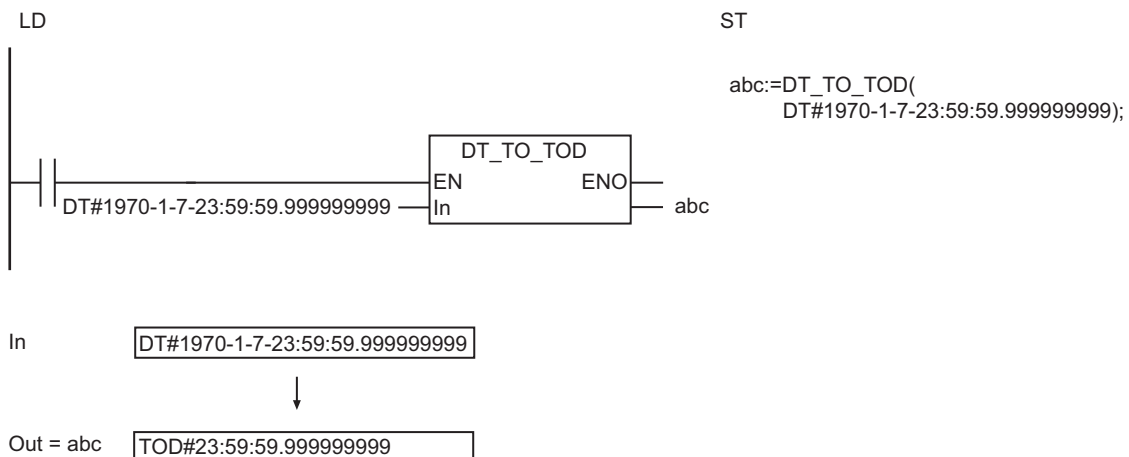 LD
ST
abc:=DT_TO_TOD(
DT#1970-1-7-23:59:59.999999999);
DT_TO_TOD
EN ENO
DT#1970-1-7-23:59:59.999999999 In abc
In DT#1970-1-7-23:59:59.999999999
Out = abc TOD#23:59:59.999999999